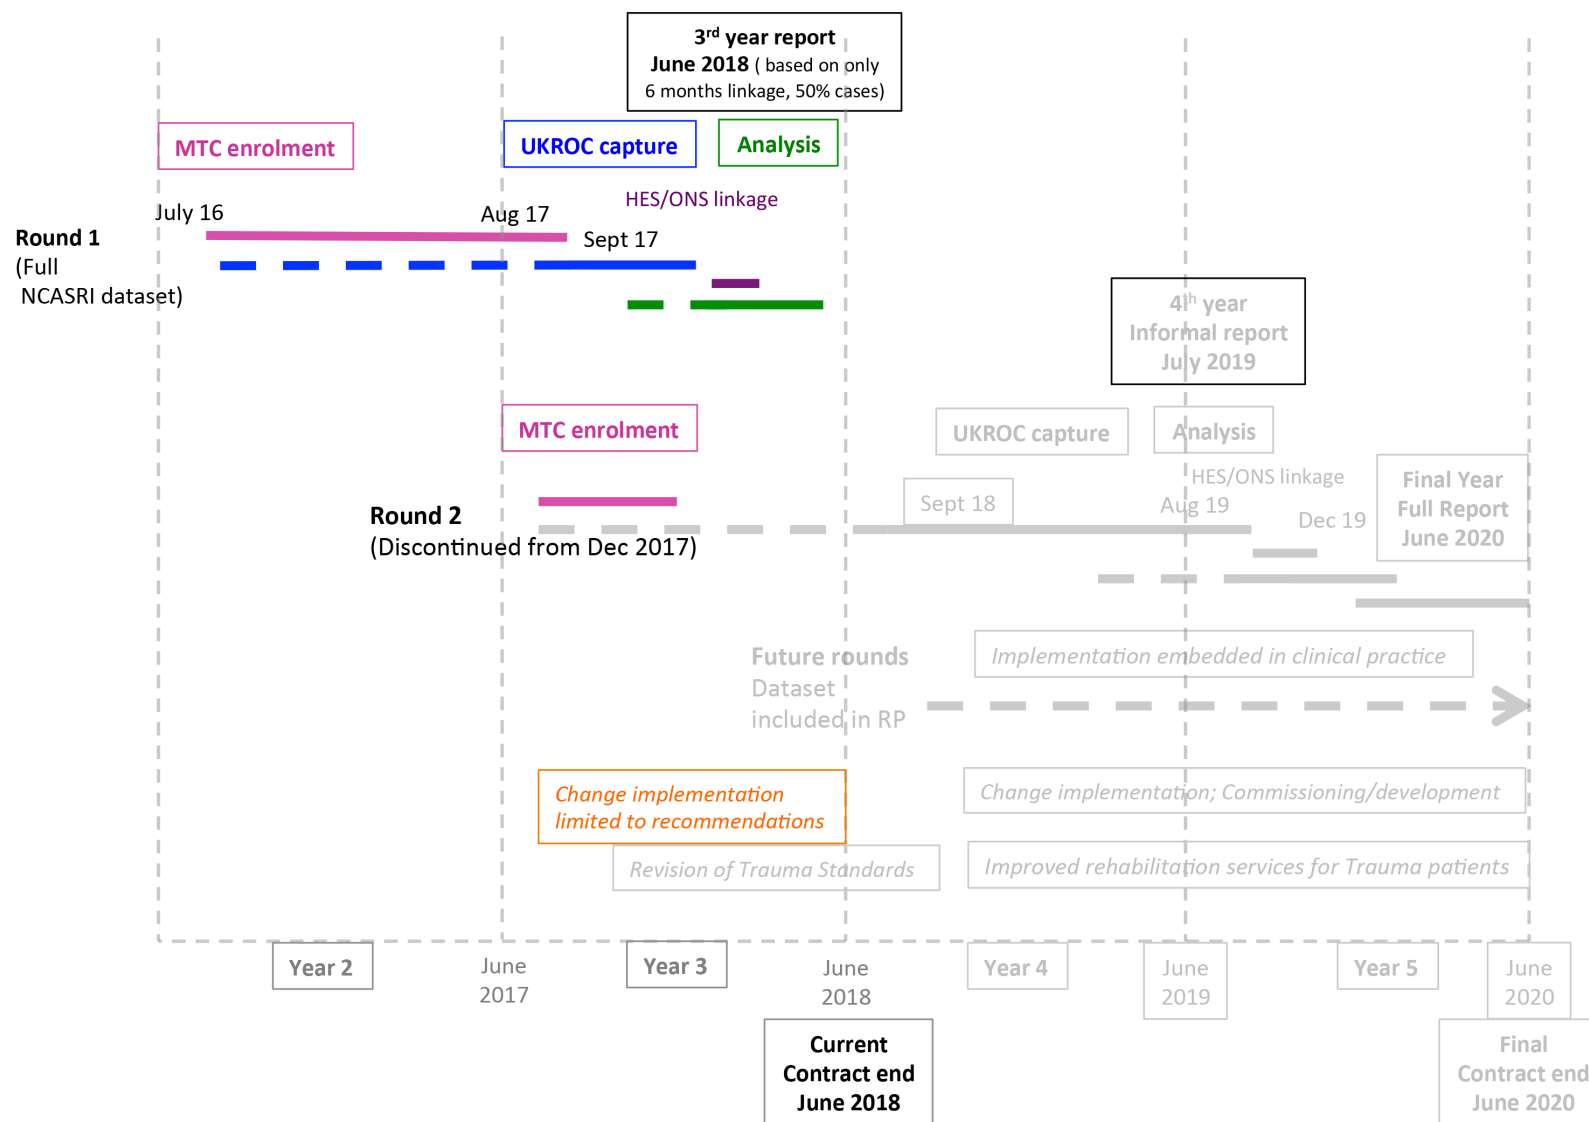 3rd year report
June 2018 ( based on only
6 months linkage, 50% cases)
MTC enrolment
UKROC capture
Analysis
HES/ONS linkage
July 16
Aug 17
Sept 17
Round 1
(Full
NCASRI dataset)
4th year
Informal report
July 2019
MTC enrolment
UKROC capture
Analysis
HES/ONS linkage
Sept 18
Aug 19
Dec 19
Final Year
Full Report
June 2020
Round 2
(Discontinued from Dec 2017)
Future rounds
Dataset
included in RP
Implementation embedded in clinical practice
Change implementation
limited to recommendations
Change implementation; Commissioning/development
Revision of Trauma Standards
Improved rehabilitation services for Trauma patients
Year 2
June
2017
Year 3
June
2018
Year 4
June
2019
Year 5
June
2020
Current
Contract end
June 2018
Final
Contract end
June 2020